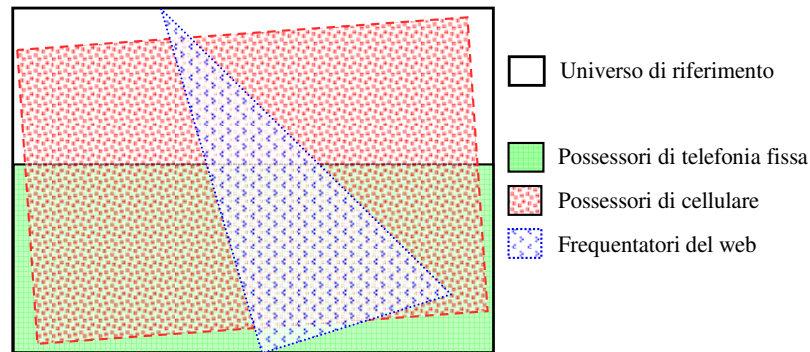 Universo di riferimento
Possessori di telefonia fissa
Possessori di cellulare
Frequentatori del web